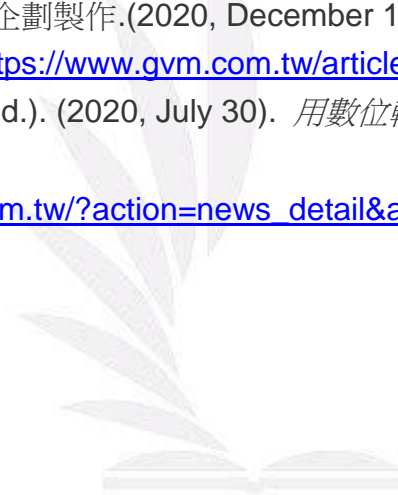 企劃製作.(2020, December 1
tps://www.gvm.com.tw/article
d.). (2020, July 30). 用數位
m.tw/?action=news_detail&a